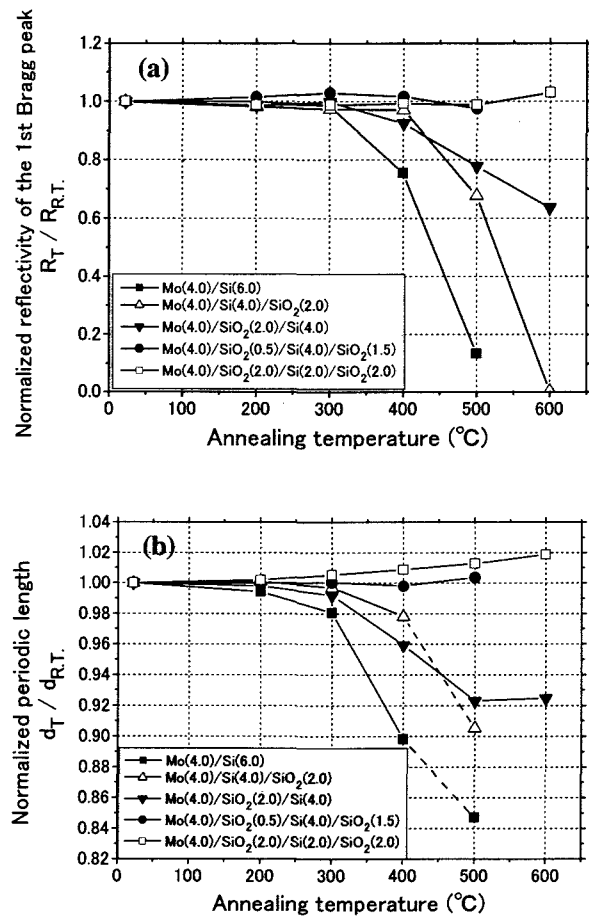 (a)
Normalized reflectivity of the 1st Bragg peak
R_T / R_R.T.
1.2
1.0
0.8
0.6
0.4
0.2
0.0
Mo(4.0)/Si(6.0)
Mo(4.0)/Si(4.0)/SiO₂(2.0)
Mo(4.0)/SiO₂(2.0)/Si(4.0)
Mo(4.0)/SiO₂(0.5)/Si(4.0)/SiO₂(1.5)
Mo(4.0)/SiO₂(2.0)/Si(2.0)/SiO₂(2.0)
0 100 200 300 400 500 600
Annealing temperature (℃)
(b)
Normalized periodic length
d_T / d_R.T.
1.04
1.02
1.00
0.98
0.96
0.94
0.92
0.90
0.88
0.86
0.84
0.82
Mo(4.0)/Si(6.0)
Mo(4.0)/Si(4.0)/SiO₂(2.0)
Mo(4.0)/SiO₂(2.0)/Si(4.0)
Mo(4.0)/SiO₂(0.5)/Si(4.0)/SiO₂(1.5)
Mo(4.0)/SiO₂(2.0)/Si(2.0)/SiO₂(2.0)
0 100 200 300 400 500 600
Annealing temperature (℃)